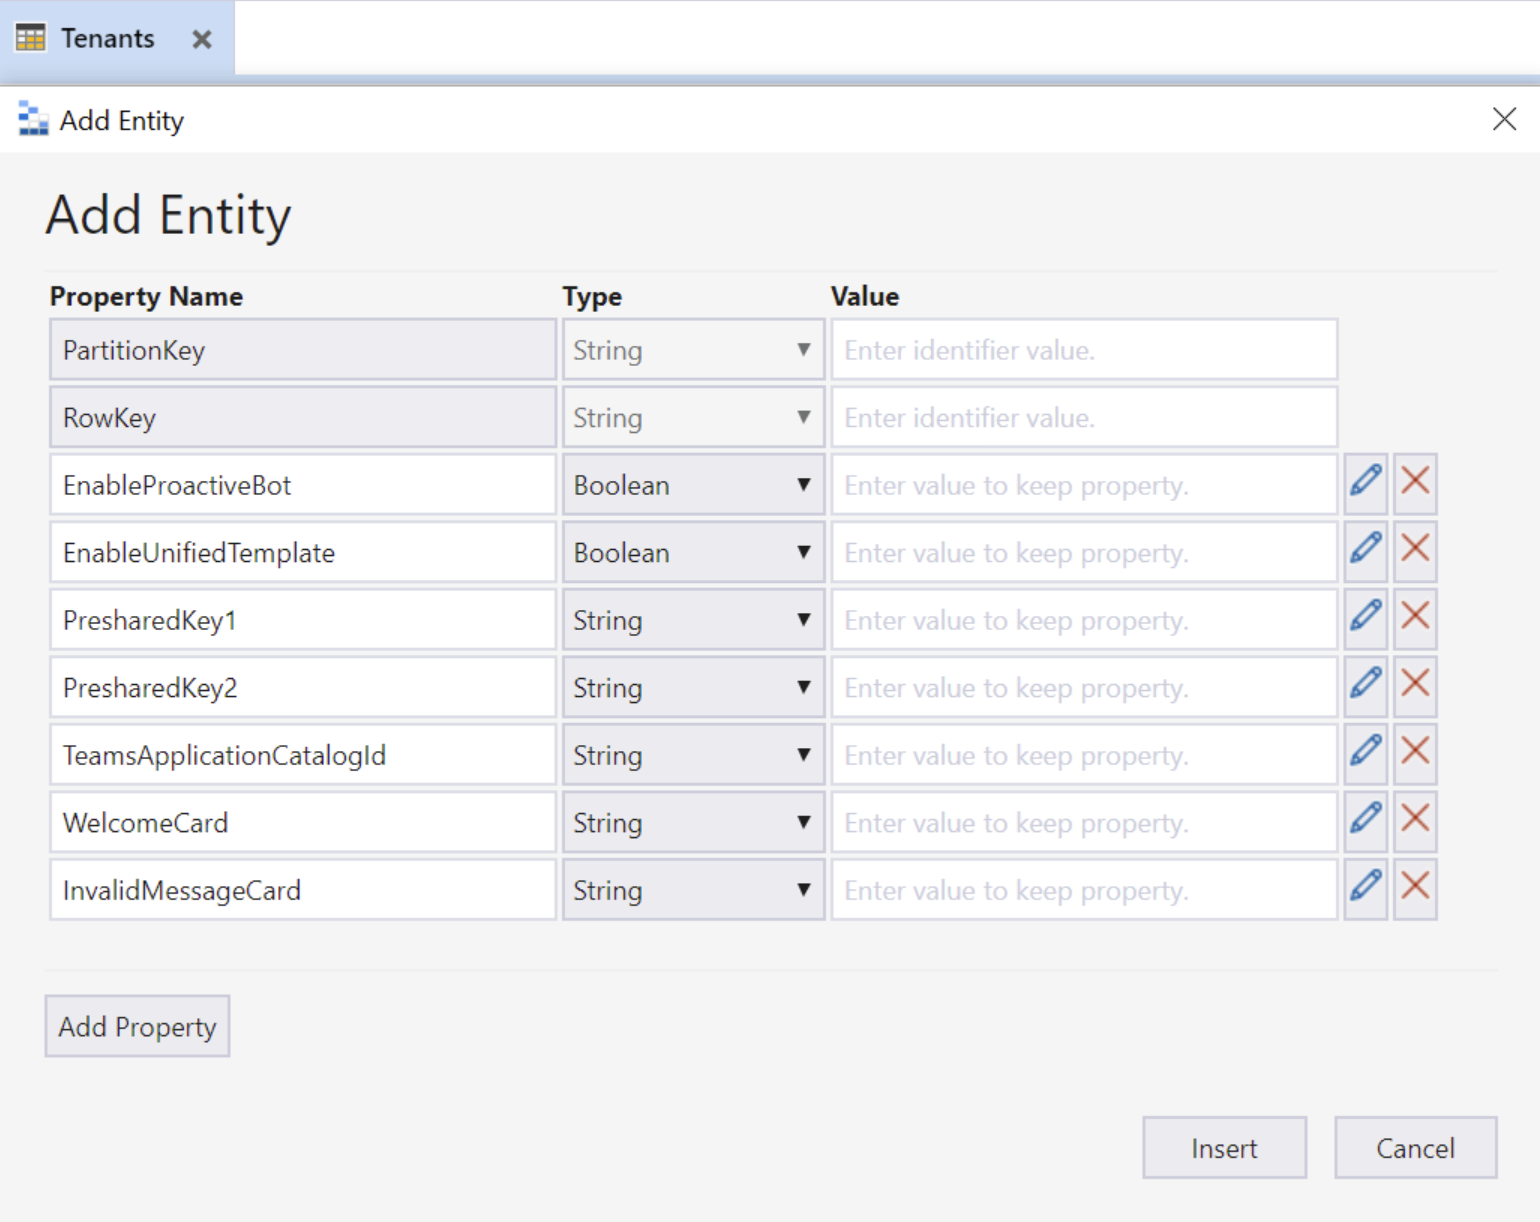 Tenants
Add Entity
Add Entity
Property Name Type Value
PartitionKey String Enter identifier value.
RowKey String Enter identifier value.
EnableProactiveBot Boolean Enter value to keep property.
EnableUnifiedTemplate Boolean Enter value to keep property.
PresharedKey1 String Enter value to keep property.
PresharedKey2 String Enter value to keep property.
TeamsApplicationCatalogId String Enter value to keep property.
WelcomeCard String Enter value to keep property.
InvalidMessageCard String Enter value to keep property.
Add Property
Insert Cancel